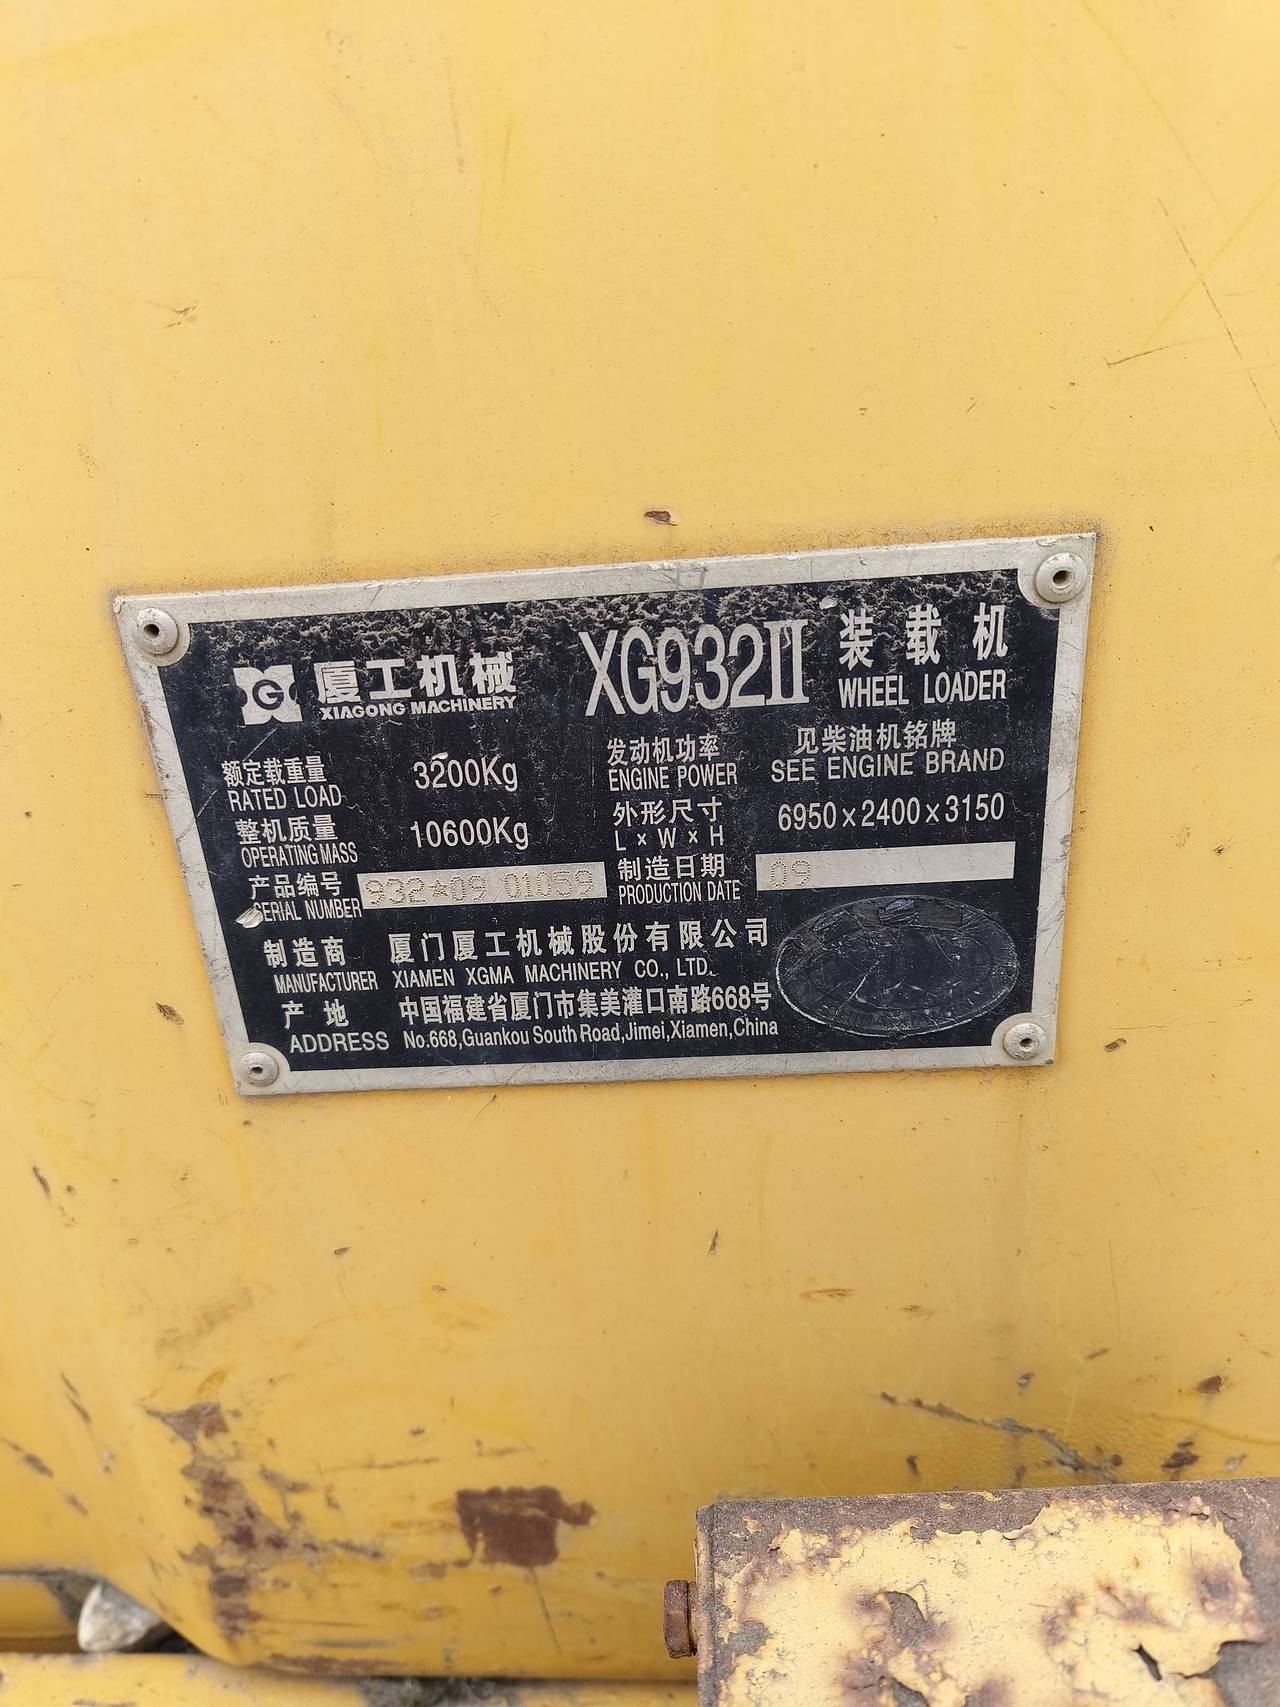 G 厦工机械 XG932II 装载机
XIAGONG MACHINERY WHEEL LOADER
额定载重量 3200Kg 发动机功率 见柴油机铭牌
RATED LOAD ENGINE POWER SEE ENGINE BRAND
整机质量 10600Kg 外形尺寸 6950×2400×3150
OPERATING MASS L×W×H
产品编号 932*09 01059 制造日期 09
SERIAL NUMBER PRODUCTION DATE
制造商 厦门厦工机械股份有限公司
MANUFACTURER XIAMEN XGMA MACHINERY CO., LTD.
产地 中国福建省厦门市集美灌口南路668号
ADDRESS No.668,Guankou South Road,Jimei,Xiamen,China